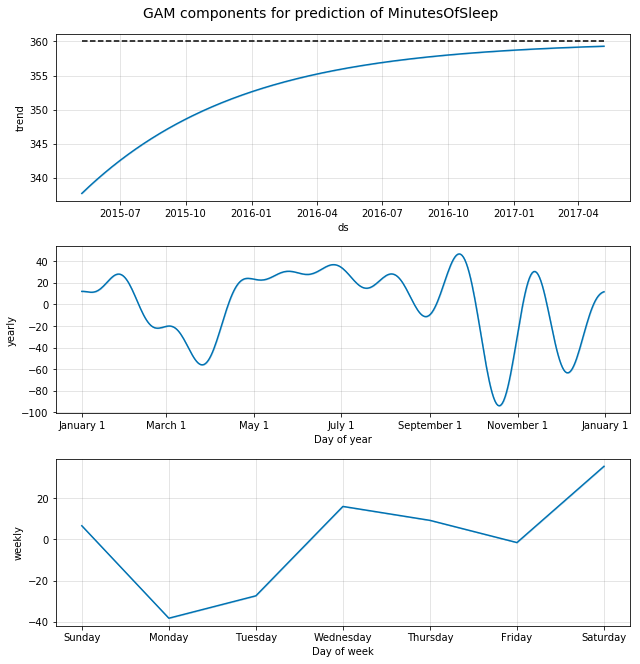 GAM components for prediction of MinutesOfSleep
360
355
350
345
340
trend
2015-07 2015-10 2016-01 2016-04 2016-07 2016-10 2017-01 2017-04
ds
40
20
0
−20
−40
−60
−80
−100
yearly
January 1 March 1 May 1 July 1 September 1 November 1 January 1
Day of year
20
0
−20
−40
weekly
Sunday Monday Tuesday Wednesday Thursday Friday Saturday
Day of week